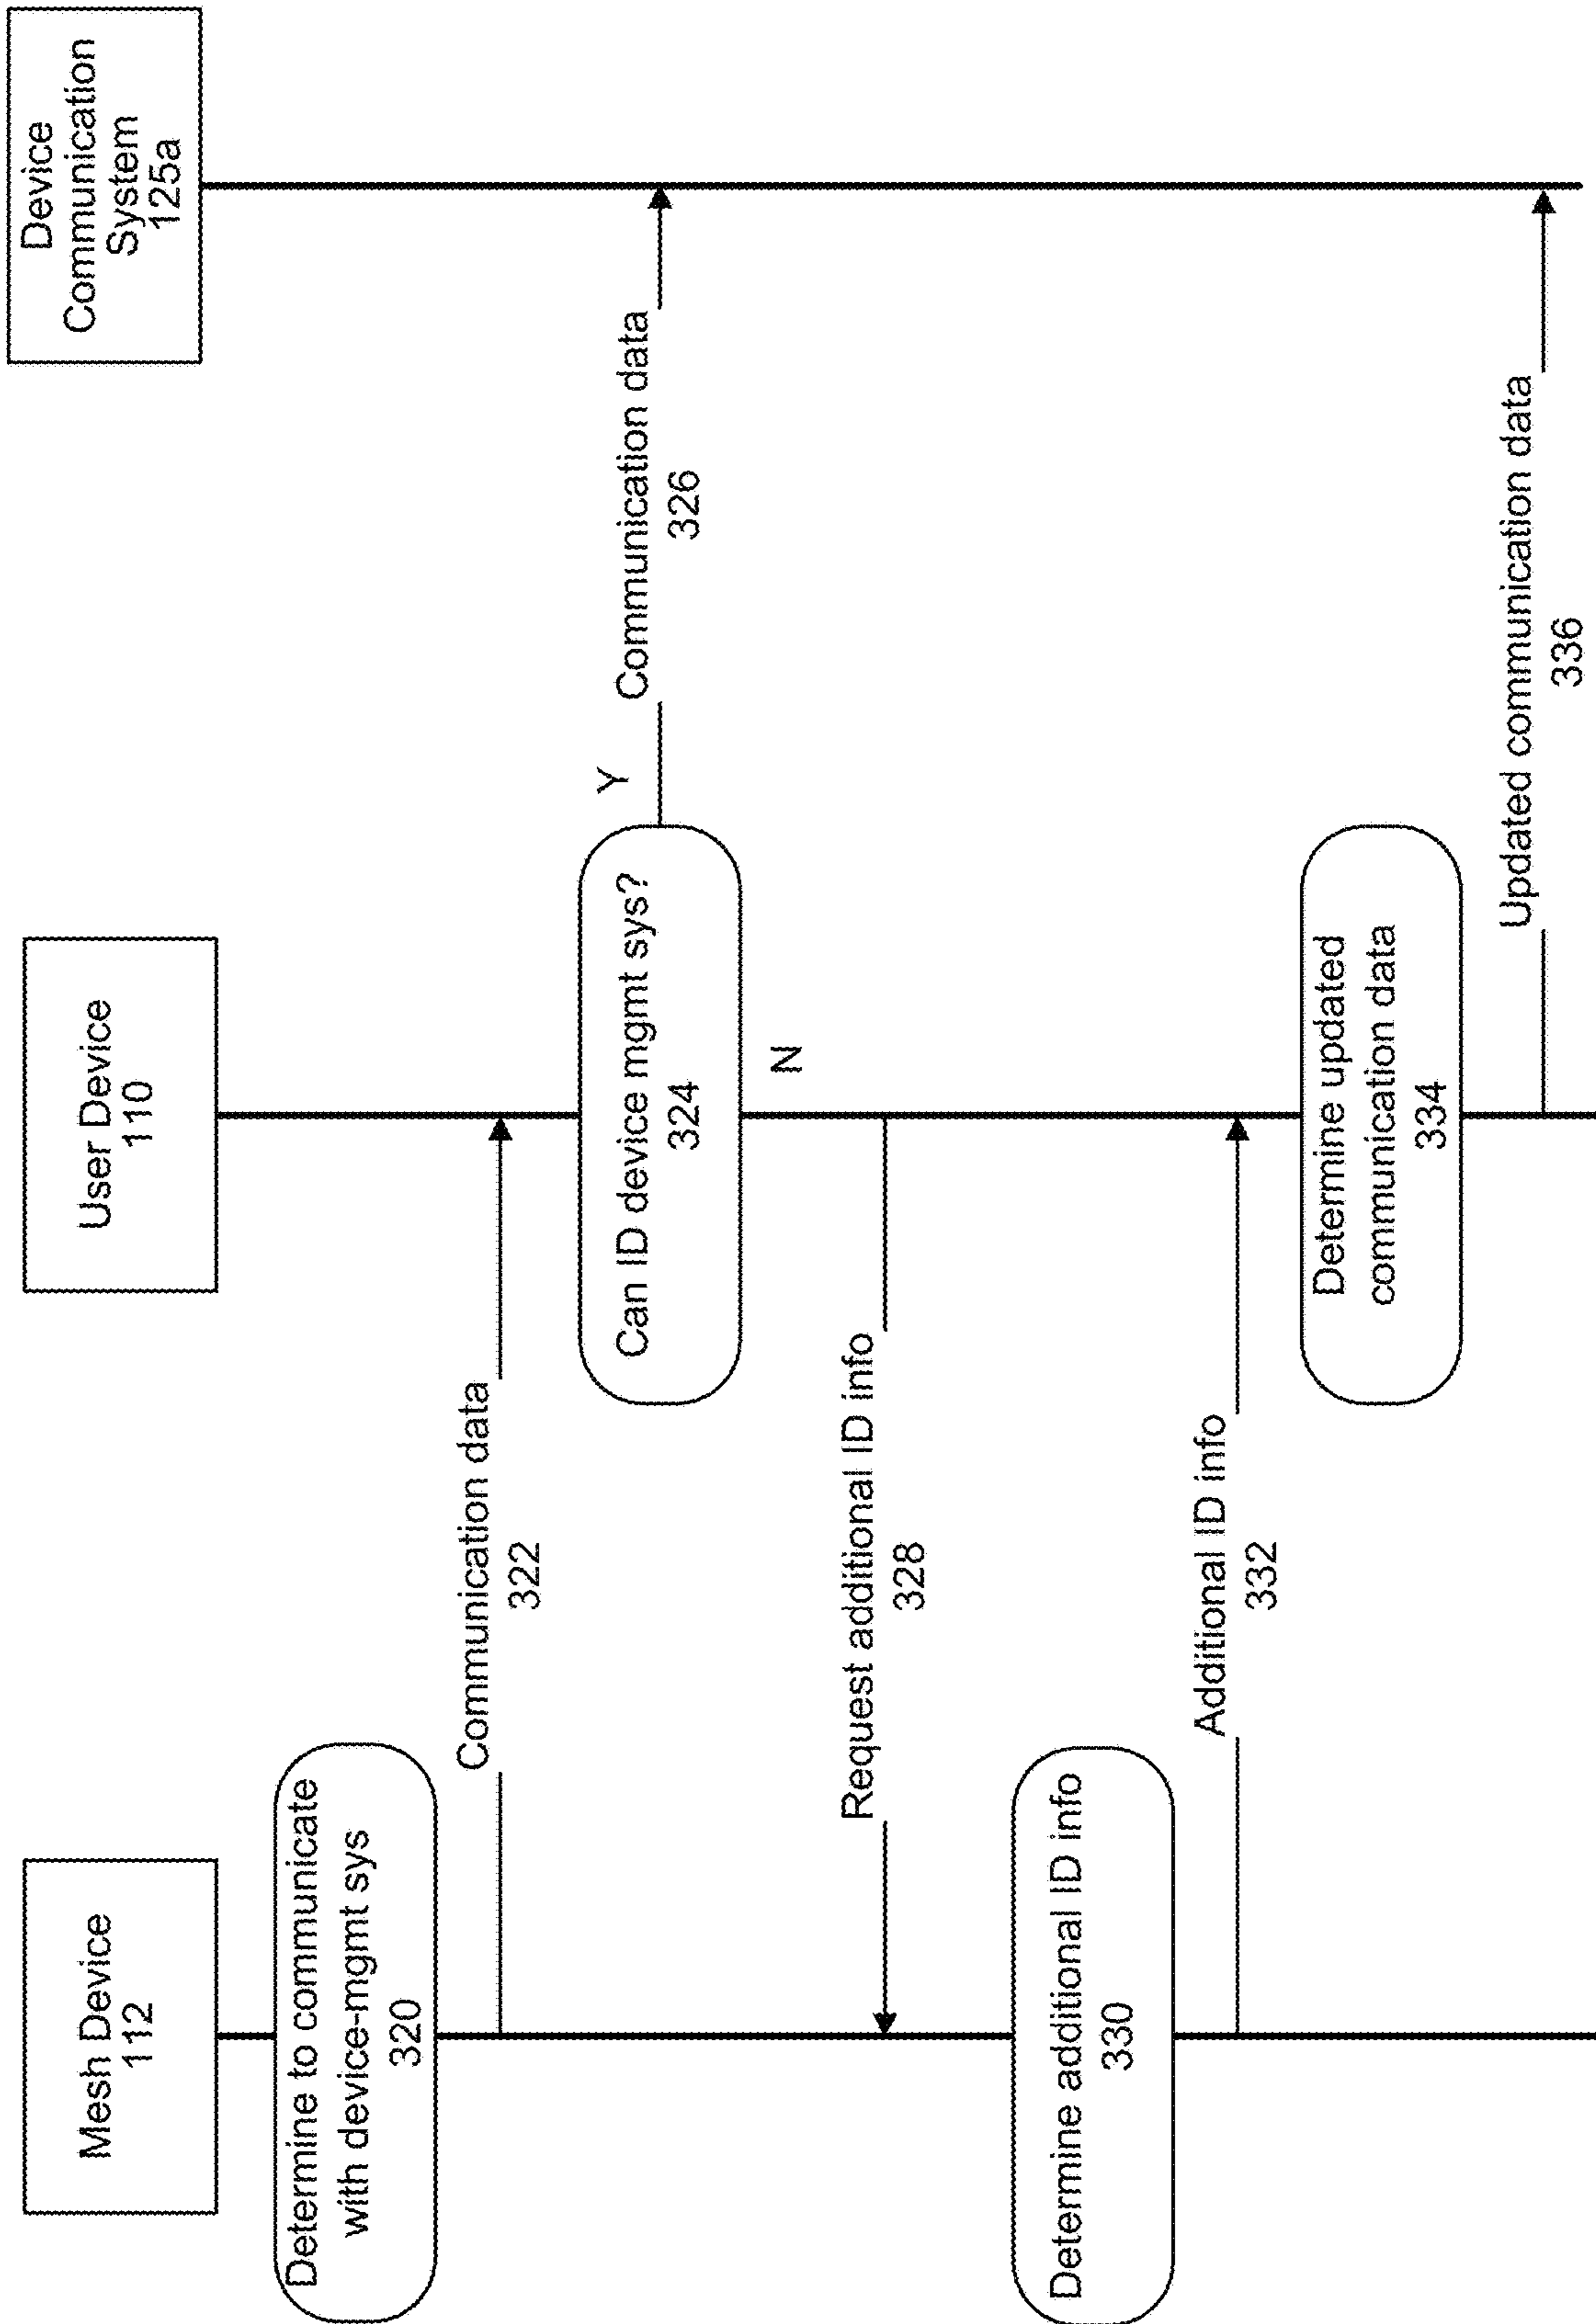 Mesh Device
112
User Device
110
Device
Communication
System
125a
Determine to communicate
with device-mgmt sys
320
Communication data
322
Can ID device mgmt sys?
324
Y
Communication data
326
N
Request additional ID info
328
Determine additional ID info
330
Additional ID info
332
Determine updated
communication data
334
Updated communication data
336